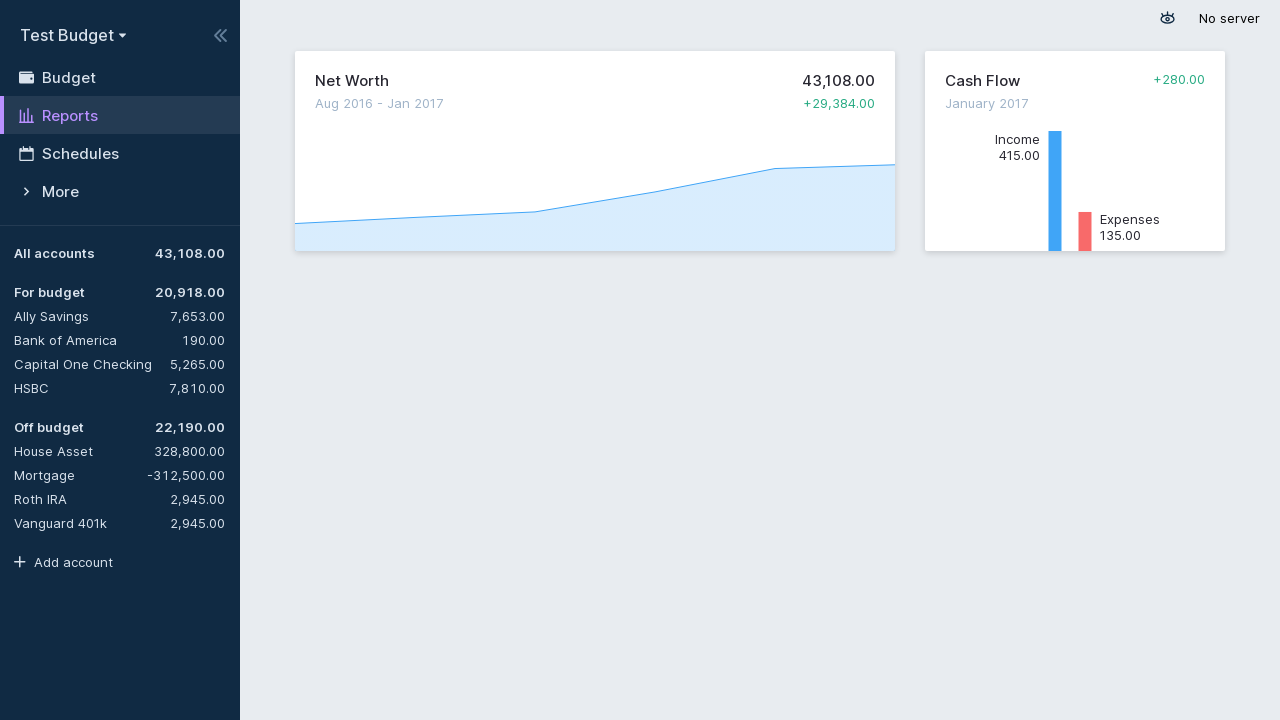 Test Budget
Budget
Reports
Schedules
More
All accounts 43,108.00
For budget 20,918.00
Ally Savings 7,653.00
Bank of America 190.00
Capital One Checking 5,265.00
HSBC 7,810.00
Off budget 22,190.00
House Asset 328,800.00
Mortgage -312,500.00
Roth IRA 2,945.00
Vanguard 401k 2,945.00
Add account
No server
Net Worth 43,108.00
Aug 2016 - Jan 2017 +29,384.00
Cash Flow +280.00
January 2017
Income
415.00
Expenses
135.00